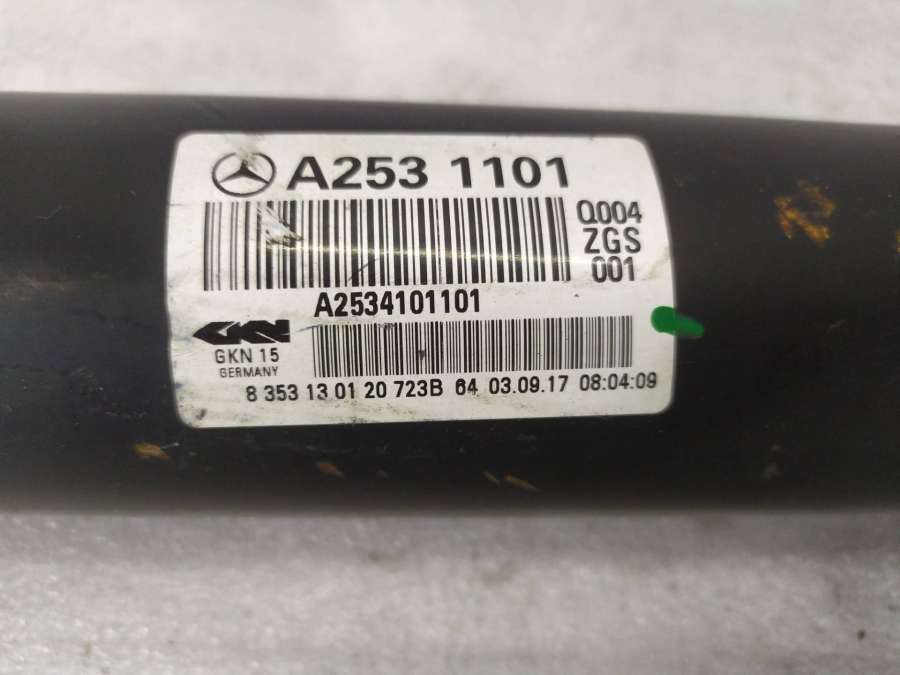 A253 1101
Q004
ZGS
001
A2534101101
GKN
GKN 15
GERMANY
8 353 13 01 20 723B 64 03.09.17 08:04:09